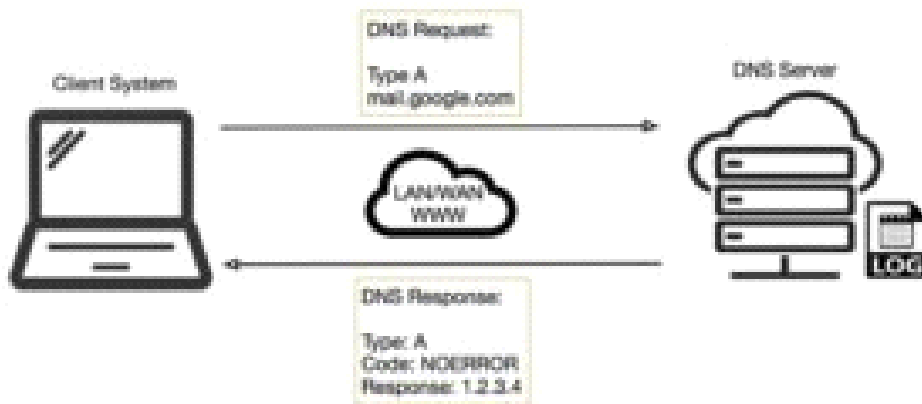 DNS Request:
Type A
mail.google.com
Client System
DNS Server
LAN/WAN
WWW
LOG
DNS Response:
Type: A
Code: NOERROR
Response: 1.2.3.4